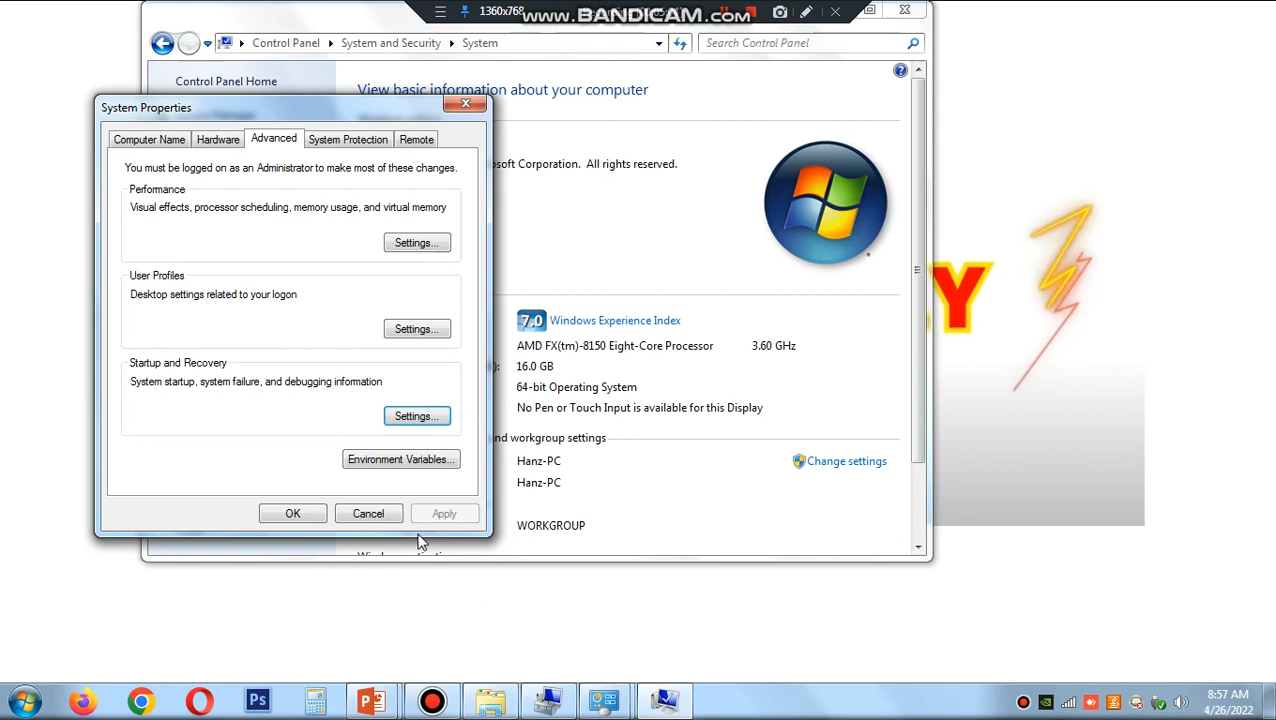 1360x768
www.BANDICAM.com
Control Panel
System and Security
System
Search Control Panel
Control Panel Home
View basic information about your computer
System Properties
Computer Name
Hardware
Advanced
System Protection
Remote
You must be logged on as an Administrator to make most of these changes.
osoft Corporation. All rights reserved.
Performance
Visual effects, processor scheduling, memory usage, and virtual memory
Settings...
User Profiles
Desktop settings related to your logon
Settings...
7.0 Windows Experience Index
AMD FX(tm)-8150 Eight-Core Processor 3.60 GHz
Startup and Recovery
16.0 GB
System startup, system failure, and debugging information
64-bit Operating System
No Pen or Touch Input is available for this Display
Settings...
and workgroup settings
Environment Variables...
Hanz-PC
Change settings
Hanz-PC
OK
Cancel
Apply
WORKGROUP
Y
Ps
8:57 AM
4/26/2022